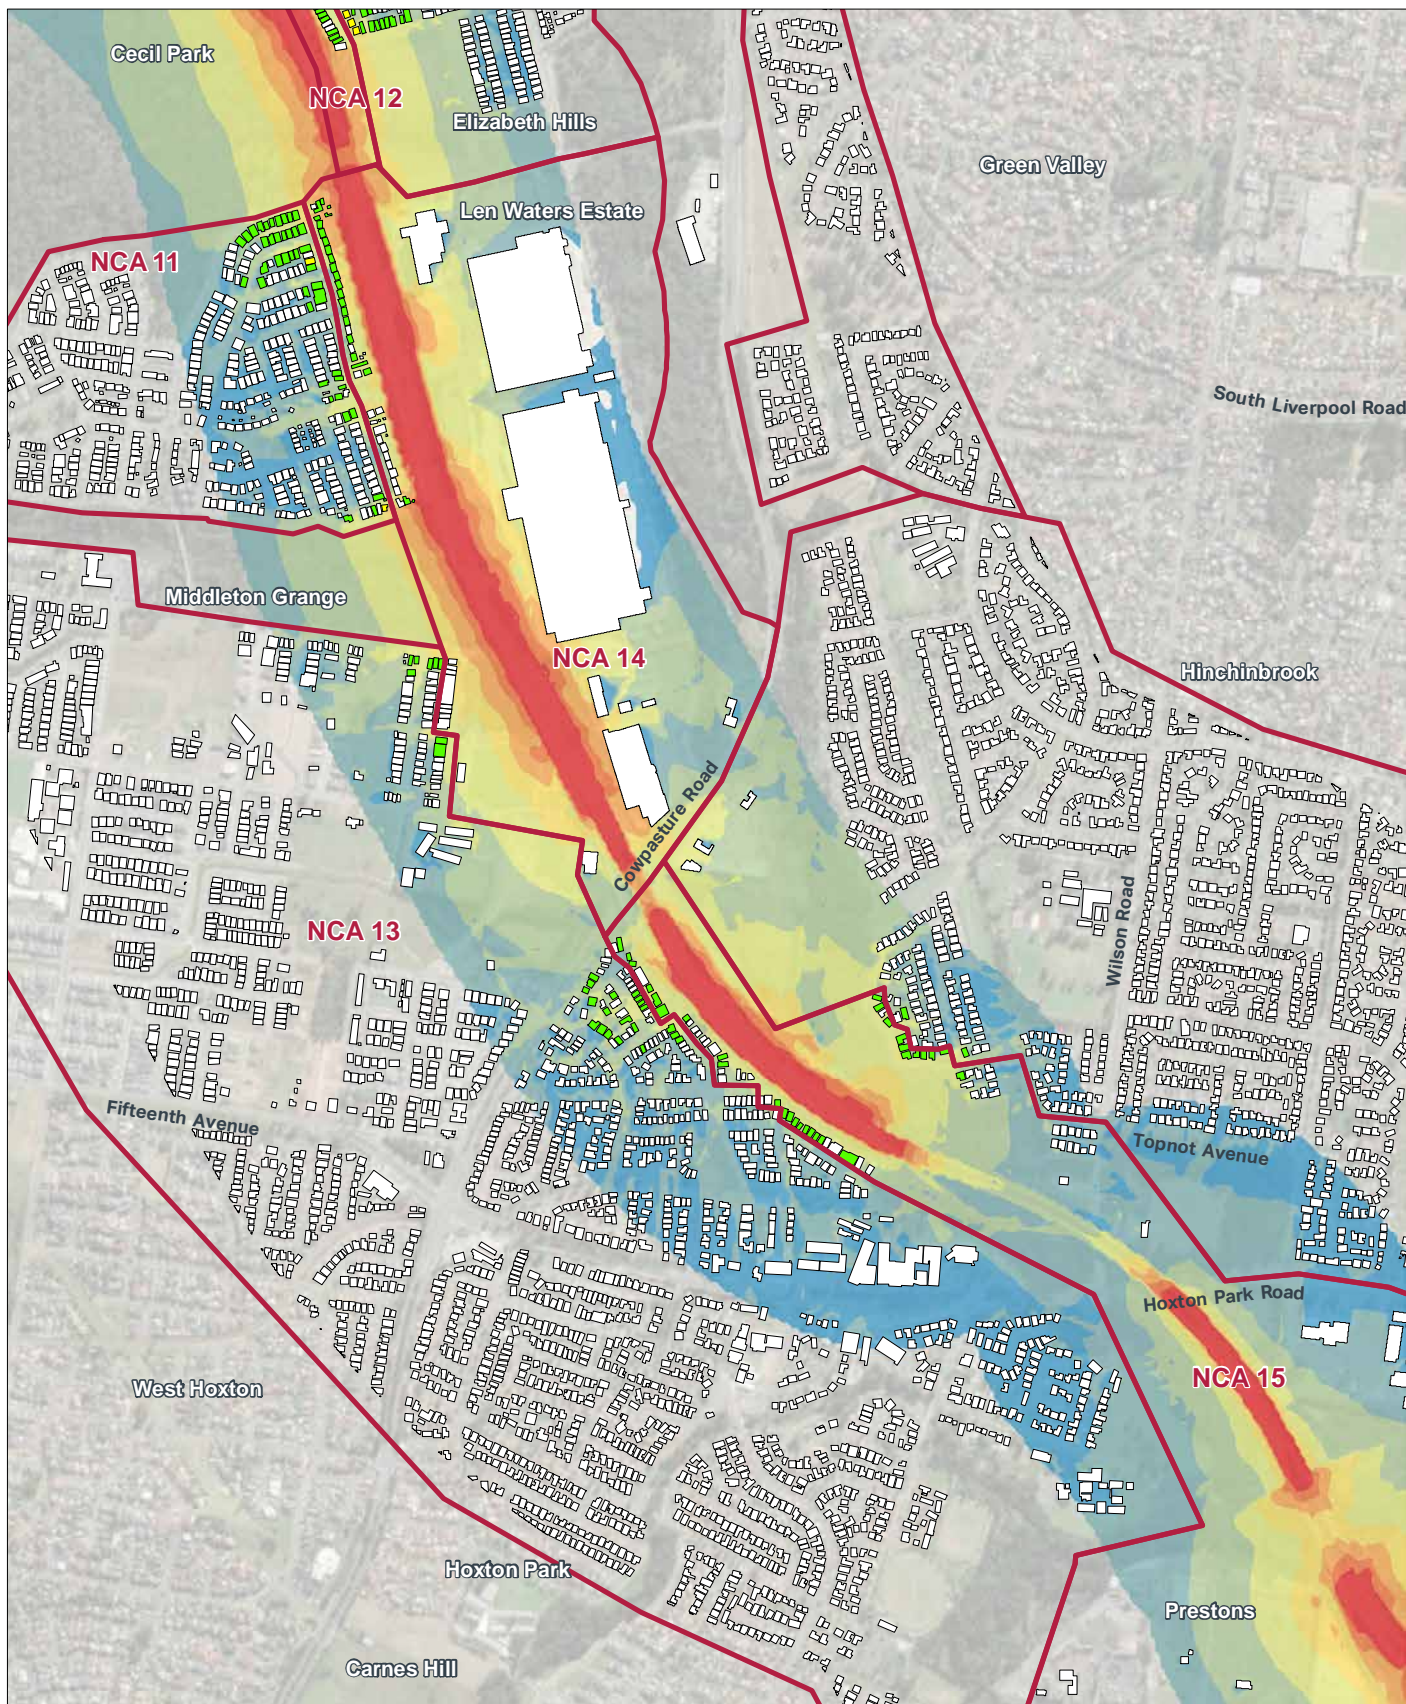 Cecil Park
NCA 12
Elizabeth Hills
Green Valley
Len Waters Estate
NCA 11
South Liverpool Road
Middleton Grange
NCA 14
Hinchinbrook
Cowpasture Road
NCA 13
Wilson Road
Fifteenth Avenue
Topnot Avenue
Hoxton Park Road
West Hoxton
NCA 15
Hoxton Park
Prestons
Carnes Hill